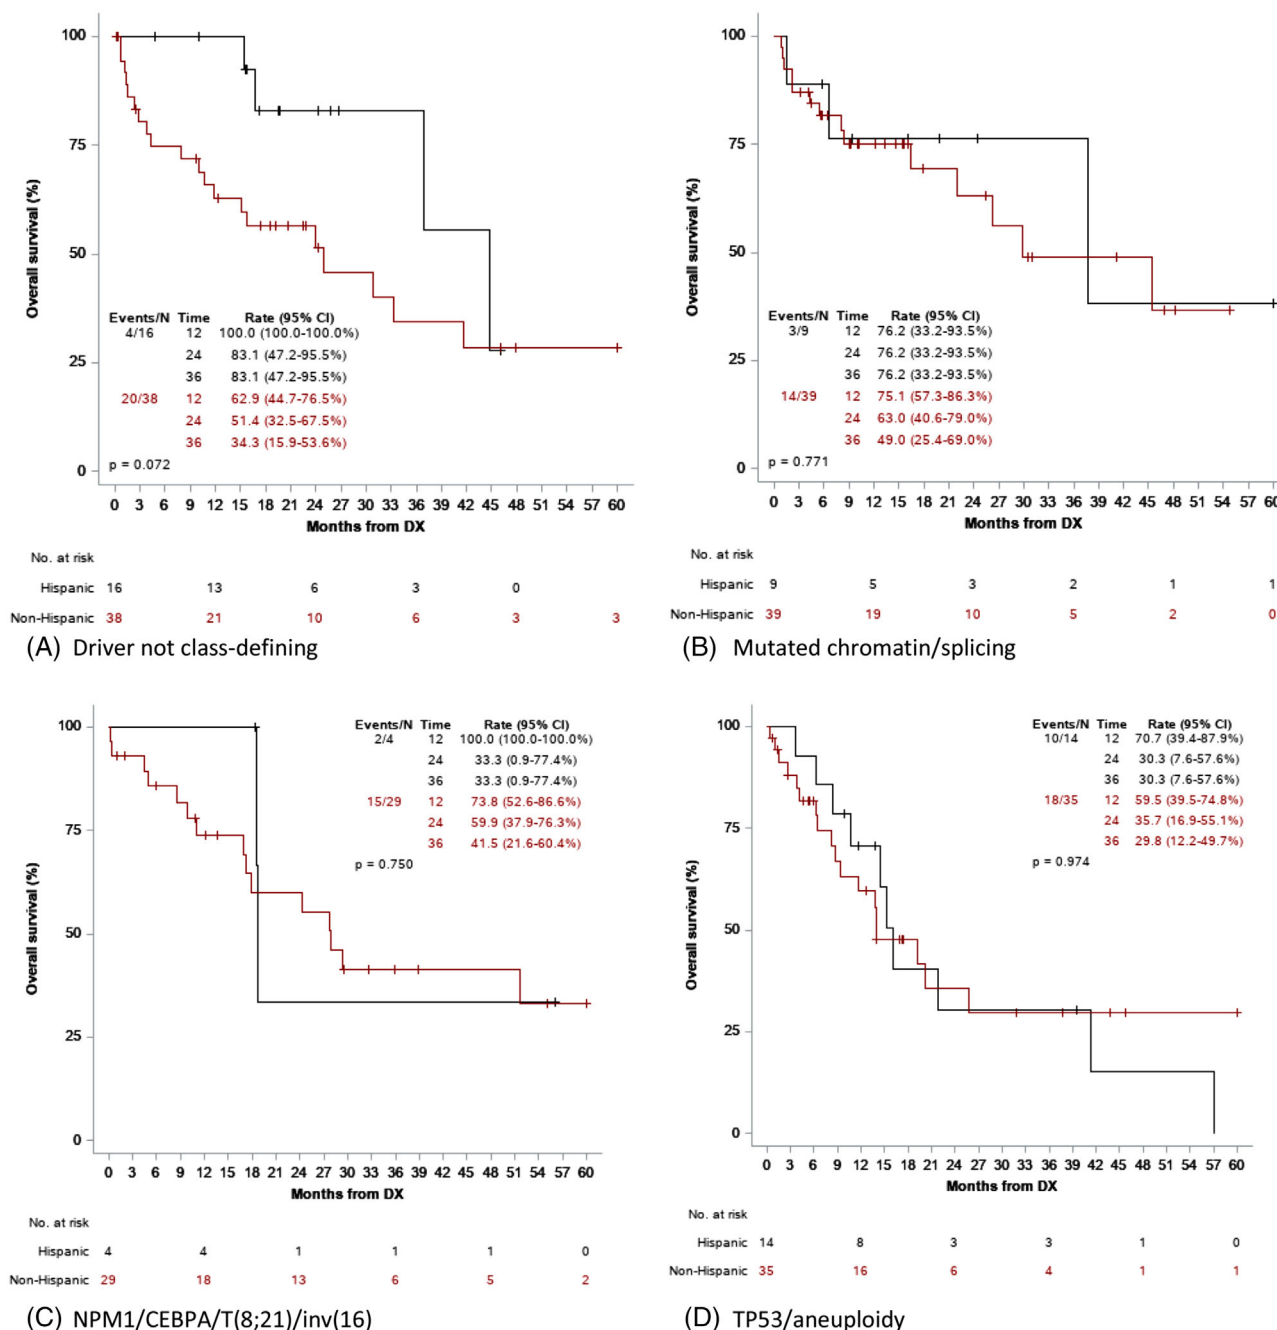 100
75
50
25
0
Overall survival (%)
Events/N Time Rate (95% CI)
4/16 12 100.0 (100.0-100.0%)
24 83.1 (47.2-95.5%)
36 83.1 (47.2-95.5%)
20/38 12 62.9 (44.7-76.5%)
24 51.4 (32.5-67.5%)
36 34.3 (15.9-53.6%)
p = 0.072
0 3 6 9 12 15 18 21 24 27 30 33 36 39 42 45 48 51 54 57 60
Months from DX
No. at risk
Hispanic 16 13 6 3 0
Non-Hispanic 38 21 10 6 3 3
(A) Driver not class-defining
100
75
50
25
0
Overall survival (%)
Events/N Time Rate (95% CI)
3/9 12 76.2 (33.2-93.5%)
24 76.2 (33.2-93.5%)
36 76.2 (33.2-93.5%)
14/39 12 75.1 (57.3-86.3%)
24 63.0 (40.6-79.0%)
36 49.0 (25.4-69.0%)
p = 0.771
0 3 6 9 12 15 18 21 24 27 30 33 36 39 42 45 48 51 54 57 60
Months from DX
No. at risk
Hispanic 9 5 3 2 1 1
Non-Hispanic 39 19 10 5 2 0
(B) Mutated chromatin/splicing
100
75
50
25
0
Overall survival (%)
Events/N Time Rate (95% CI)
2/4 12 100.0 (100.0-100.0%)
24 33.3 (0.9-77.4%)
36 33.3 (0.9-77.4%)
15/29 12 73.8 (52.6-86.6%)
24 59.9 (37.9-76.3%)
36 41.5 (21.6-60.4%)
p = 0.750
0 3 6 9 12 15 18 21 24 27 30 33 36 39 42 45 48 51 54 57 60
Months from DX
No. at risk
Hispanic 4 4 1 1 1 0
Non-Hispanic 29 18 13 6 5 2
(C) NPM1/CEBPA/T(8;21)/inv(16)
100
75
50
25
0
Overall survival (%)
Events/N Time Rate (95% CI)
10/14 12 70.7 (39.4-87.9%)
24 30.3 (7.6-57.6%)
36 30.3 (7.6-57.6%)
18/35 12 59.5 (39.5-74.8%)
24 35.7 (16.9-55.1%)
36 29.8 (12.2-49.7%)
p = 0.974
0 3 6 9 12 15 18 21 24 27 30 33 36 39 42 45 48 51 54 57 60
Months from DX
No. at risk
Hispanic 14 8 3 3 1 0
Non-Hispanic 35 16 6 4 1 1
(D) TP53/aneuploidy